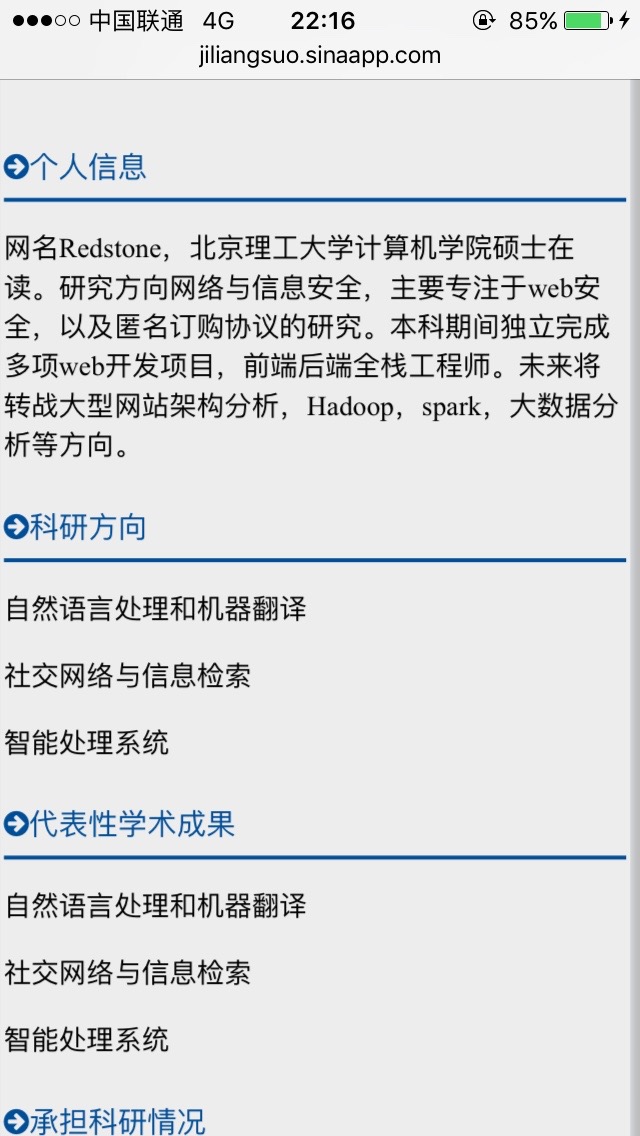 中国联通 4G 22:16 85%
jiliangsuo.sinaapp.com
个人信息
网名Redstone，北京理工大学计算机学院硕士在
读。研究方向网络与信息安全，主要专注于web安
全，以及匿名订购协议的研究。本科期间独立完成
多项web开发项目，前端后端全栈工程师。未来将
转战大型网站架构分析，Hadoop，spark，大数据分
析等方向。
科研方向
自然语言处理和机器翻译
社交网络与信息检索
智能处理系统
代表性学术成果
自然语言处理和机器翻译
社交网络与信息检索
智能处理系统
承担科研情况